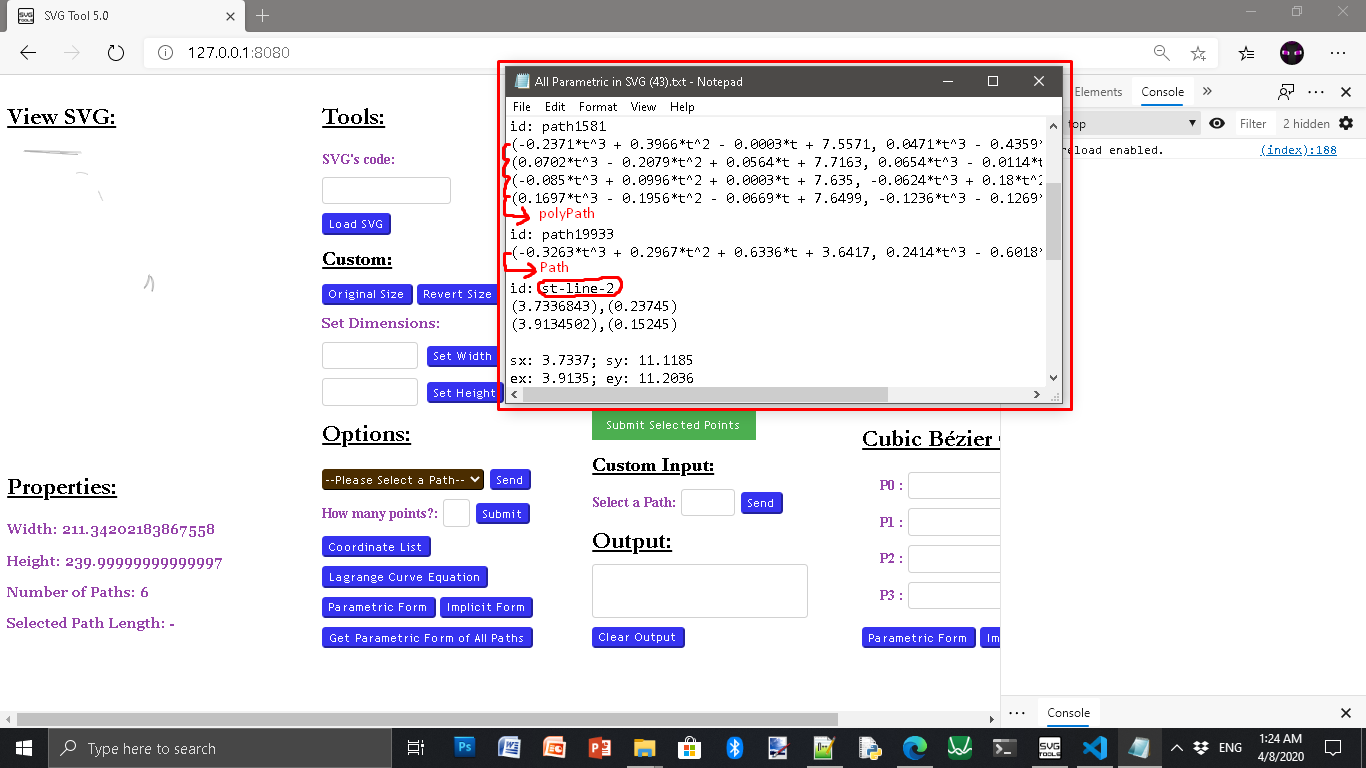 SVG Tool 5.0
127.0.0.1:8080
View SVG:
Properties:
Width: 211.34202183867558
Height: 239.99999999999997
Number of Paths: 6
Selected Path Length: -
Tools:
SVG's code:
Load SVG
Custom:
Original Size
Revert Size
Set Dimensions:
Set Width
Set Height
Options:
--Please Select a Path--
Send
How many points?:
Submit
Coordinate List
Lagrange Curve Equation
Parametric Form
Implicit Form
Get Parametric Form of All Paths
All Parametric in SVG (43).txt - Notepad
File Edit Format View Help
id: path1581
(-0.2371*t^3 + 0.3966*t^2 - 0.0003*t + 7.5571, 0.0471*t^3 - 0.4359*
(0.0702*t^3 - 0.2079*t^2 + 0.0564*t + 7.7163, 0.0654*t^3 - 0.0114*t
(-0.085*t^3 + 0.0996*t^2 + 0.0003*t + 7.635, -0.0624*t^3 + 0.18*t^2
(0.1697*t^3 - 0.1956*t^2 - 0.0669*t + 7.6499, -0.1236*t^3 - 0.1269*
polyPath
id: path19933
(-0.3263*t^3 + 0.2967*t^2 + 0.6336*t + 3.6417, 0.2414*t^3 - 0.6018*
Path
id: st-line-2
(3.7336843),(0.23745)
(3.9134502),(0.15245)
sx: 3.7337; sy: 11.1185
ex: 3.9135; ey: 11.2036
Submit Selected Points
Custom Input:
Select a Path:
Send
Output:
Clear Output
Cubic Bézier
P0 :
P1 :
P2 :
P3 :
Parametric Form
Im
Elements
Console
top
Filter
2 hidden
reload enabled.
(index):188
Console
Type here to search
Ps
SVG
TOOLS
ENG
1:24 AM
4/8/2020